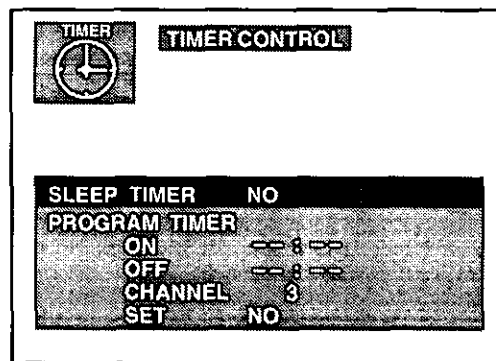 TIMER
TIMER CONTROL
SLEEP TIMER NO
PROGRAM TIMER
ON --:--
OFF --:--
CHANNEL 3
SET NO